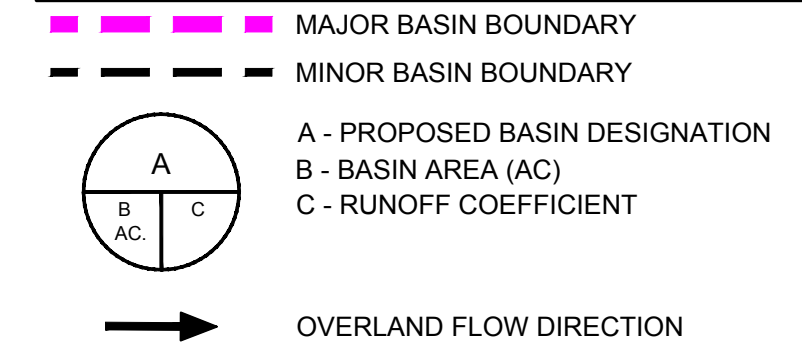 MAJOR BASIN BOUNDARY
MINOR BASIN BOUNDARY
A
B
AC.
C
A - PROPOSED BASIN DESIGNATION
B - BASIN AREA (AC)
C - RUNOFF COEFFICIENT
OVERLAND FLOW DIRECTION